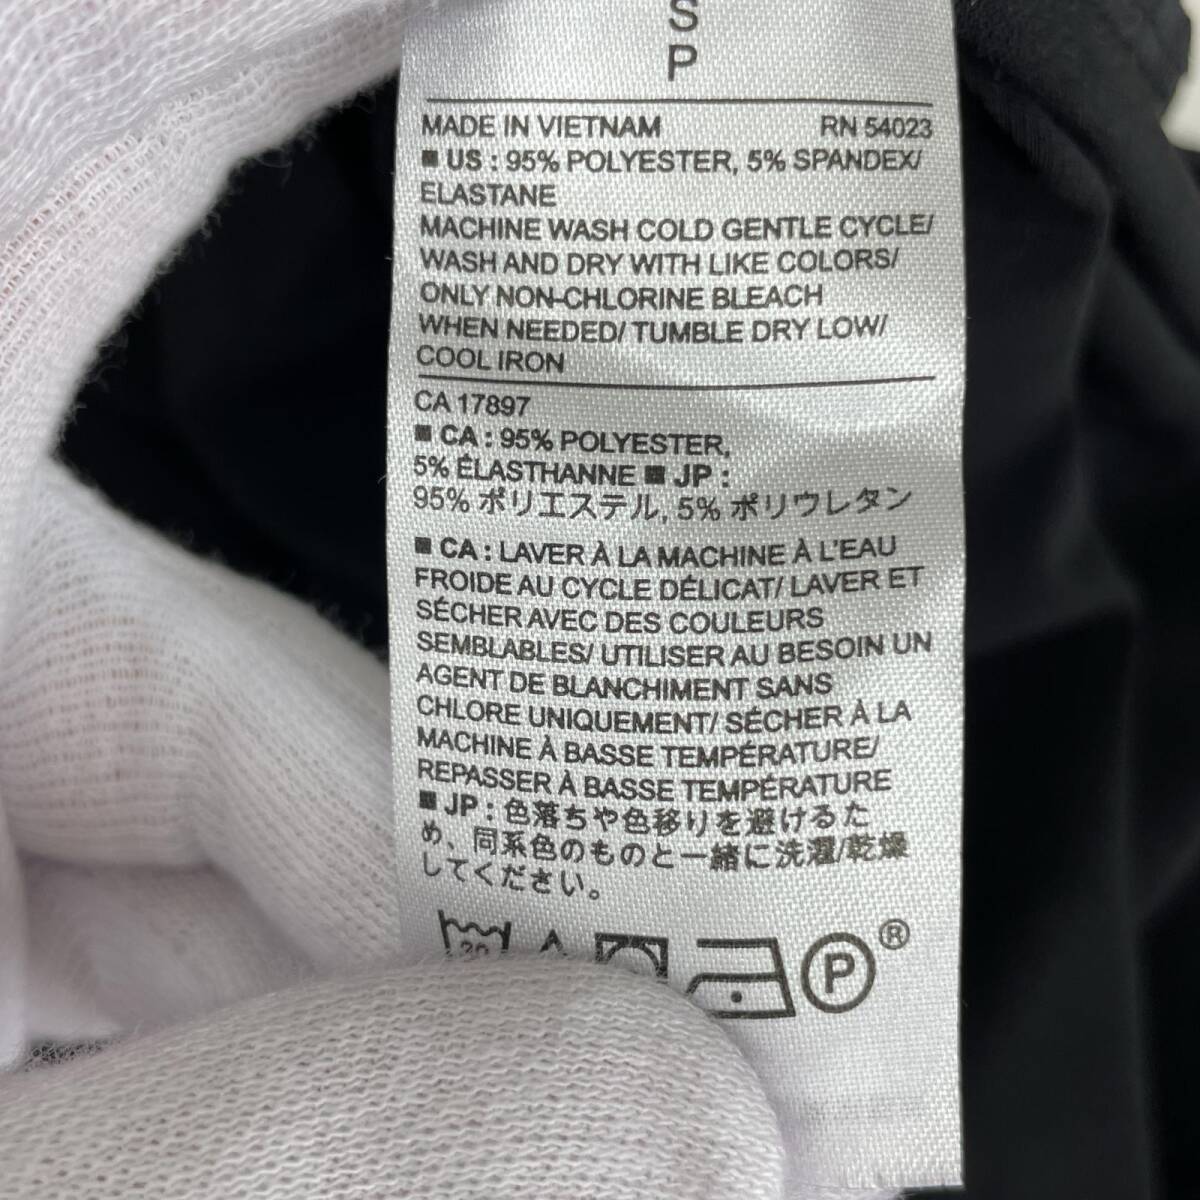 S
P
MADE IN VIETNAM RN 54023
■ US : 95% POLYESTER, 5% SPANDEX/
ELASTANE
MACHINE WASH COLD GENTLE CYCLE/
WASH AND DRY WITH LIKE COLORS/
ONLY NON-CHLORINE BLEACH
WHEN NEEDED/ TUMBLE DRY LOW/
COOL IRON
CA 17897
■ CA : 95% POLYESTER,
5% ÉLASTHANNE ■ JP :
95% ポリエステル, 5% ポリウレタン
■ CA : LAVER À LA MACHINE À L'EAU
FROIDE AU CYCLE DÉLICAT/ LAVER ET
SÉCHER AVEC DES COULEURS
SEMBLABLES/ UTILISER AU BESOIN UN
AGENT DE BLANCHIMENT SANS
CHLORE UNIQUEMENT/ SÉCHER À LA
MACHINE À BASSE TEMPÉRATURE/
REPASSER À BASSE TEMPÉRATURE
■ JP : 色落ちや色移りを避けるた
め、同系色のものと一緒に洗濯/乾燥
してください。
30 P ®